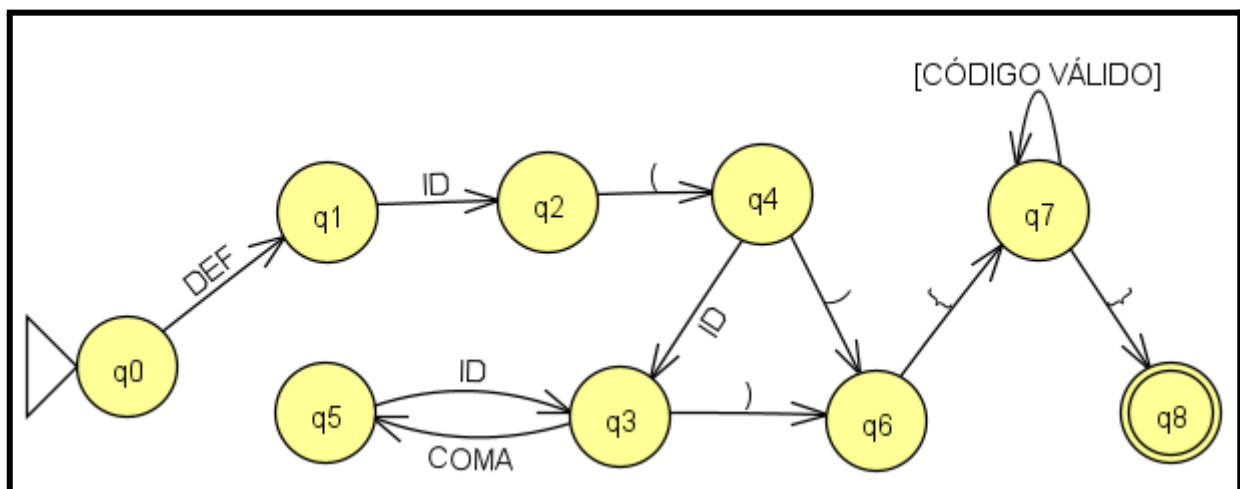 [CÓDIGO VÁLIDO]
q0
DEF
q1
ID
q2
(
q4
ID
)
q5
ID
COMA
q3
)
q6
{
q7
}
q8